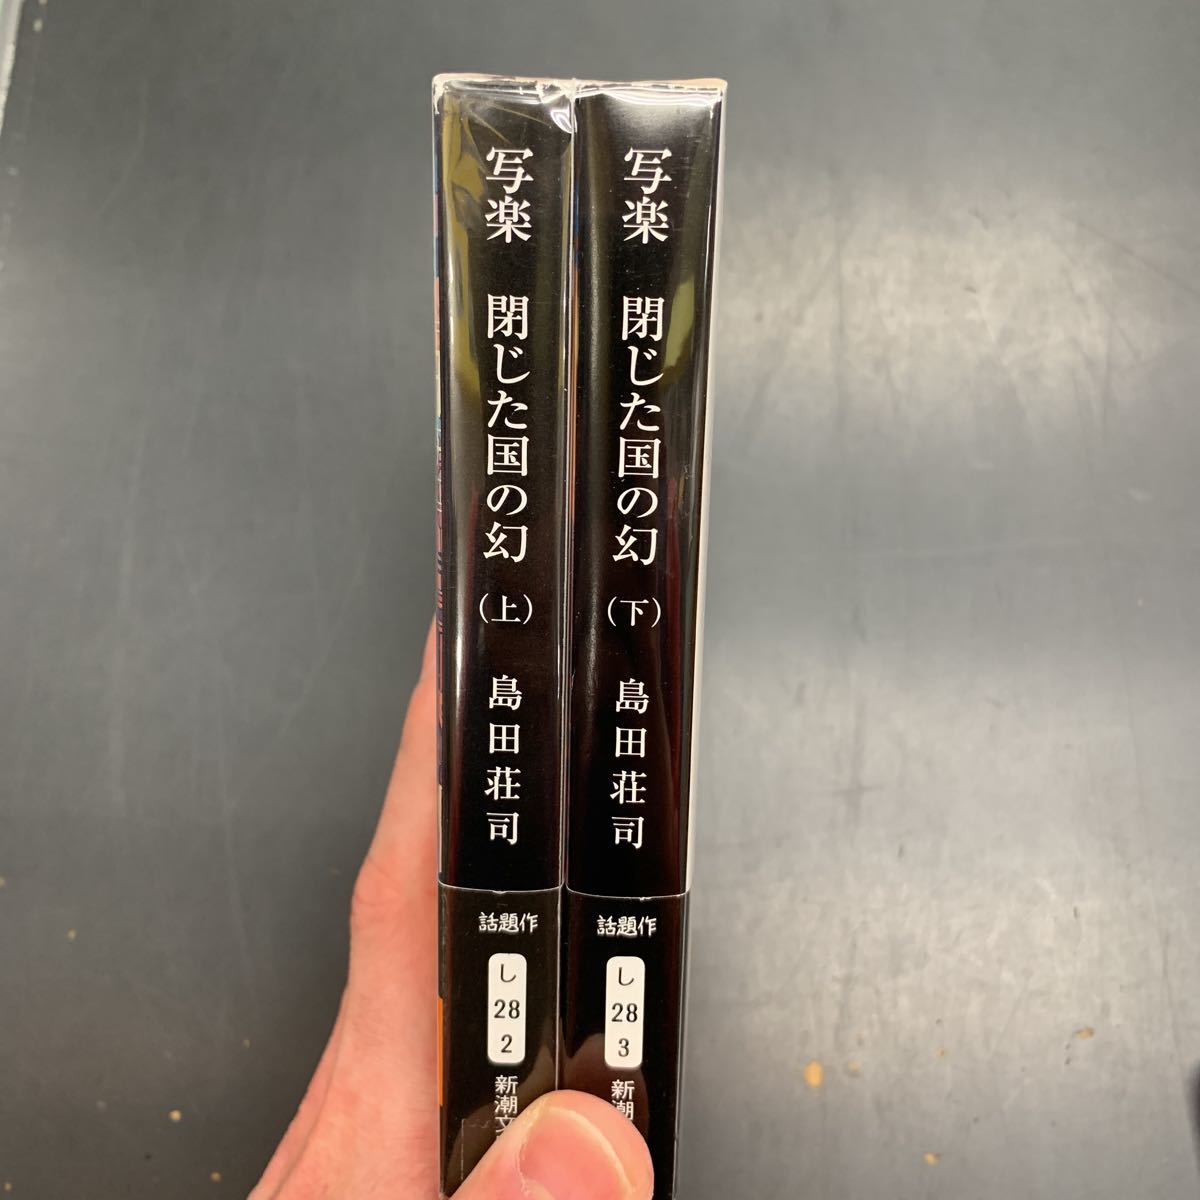 写楽 閉じた国の幻（上） 島田荘司
話題作
し
28
2
新潮文
写楽 閉じた国の幻（下） 島田荘司
話題作
し
28
3
新潮